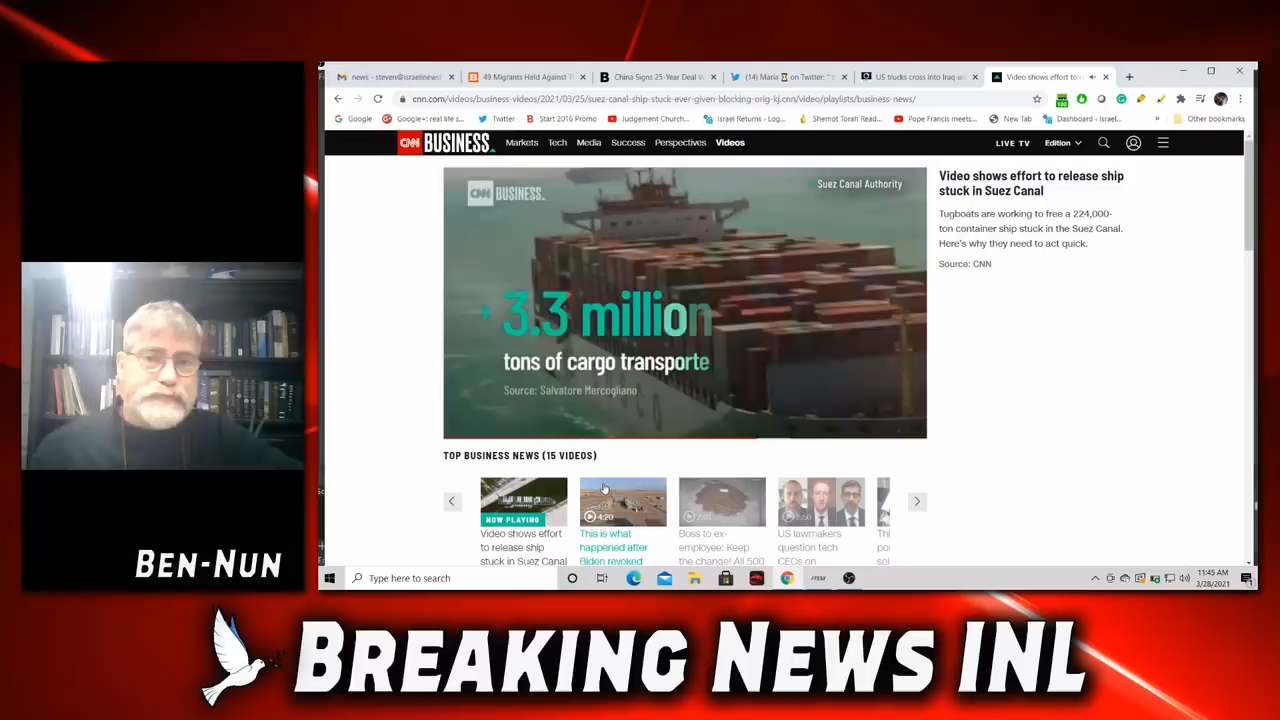 news - steven@israelinewsl
49 Migrants Held Against T
China Signs 25-Year Deal W
(14) Maria on Twitter: "
US trucks cross into Iraq w
Video shows effort to r
cnn.com/videos/business-videos/2021/03/25/suez-canal-ship-stuck-ever-given-blocking-orig-kj.cnn/video/playlists/business-news/
Google
Google+: real life s...
Twitter
Start 2016 Promo
Judgement Church...
Israel Returns - Log...
Shemot Torah Read...
Pope Francis meets...
New Tab
Dashboard - Israel...
Other bookmarks
CNN BUSINESS
Markets
Tech
Media
Success
Perspectives
Videos
LIVE TV
Edition
CNN BUSINESS
Suez Canal Authority
3.3 million
tons of cargo transporte
Source: Salvatore Mercogliano
Video shows effort to release ship
stuck in Suez Canal
Tugboats are working to free a 224,000-
ton container ship stuck in the Suez Canal.
Here's why they need to act quick.
Source: CNN
TOP BUSINESS NEWS (15 VIDEOS)
NOW PLAYING
4:20
Video shows effort
to release ship
stuck in Suez Canal
This is what
happened after
Biden revoked
Boss to ex-
employee: Keep
the change! All 500
US lawmakers
question tech
CEOs on
Type here to search
11:45 AM
3/28/2021
BEN-NUN
BREAKING NEWS INL